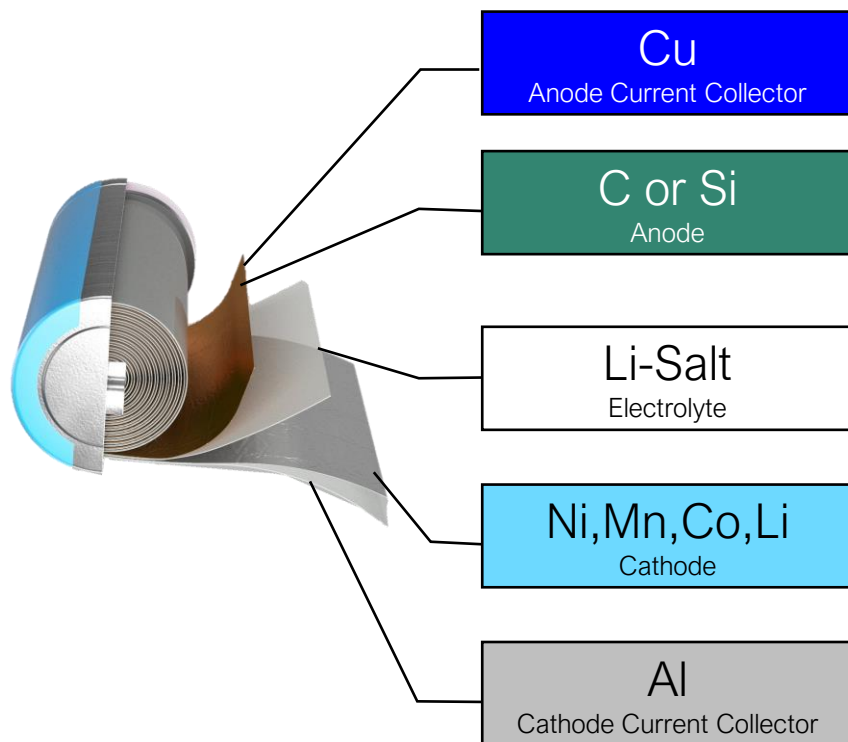 Cu
Anode Current Collector
C or Si
Anode
Li-Salt
Electrolyte
Ni,Mn,Co,Li
Cathode
Al
Cathode Current Collector